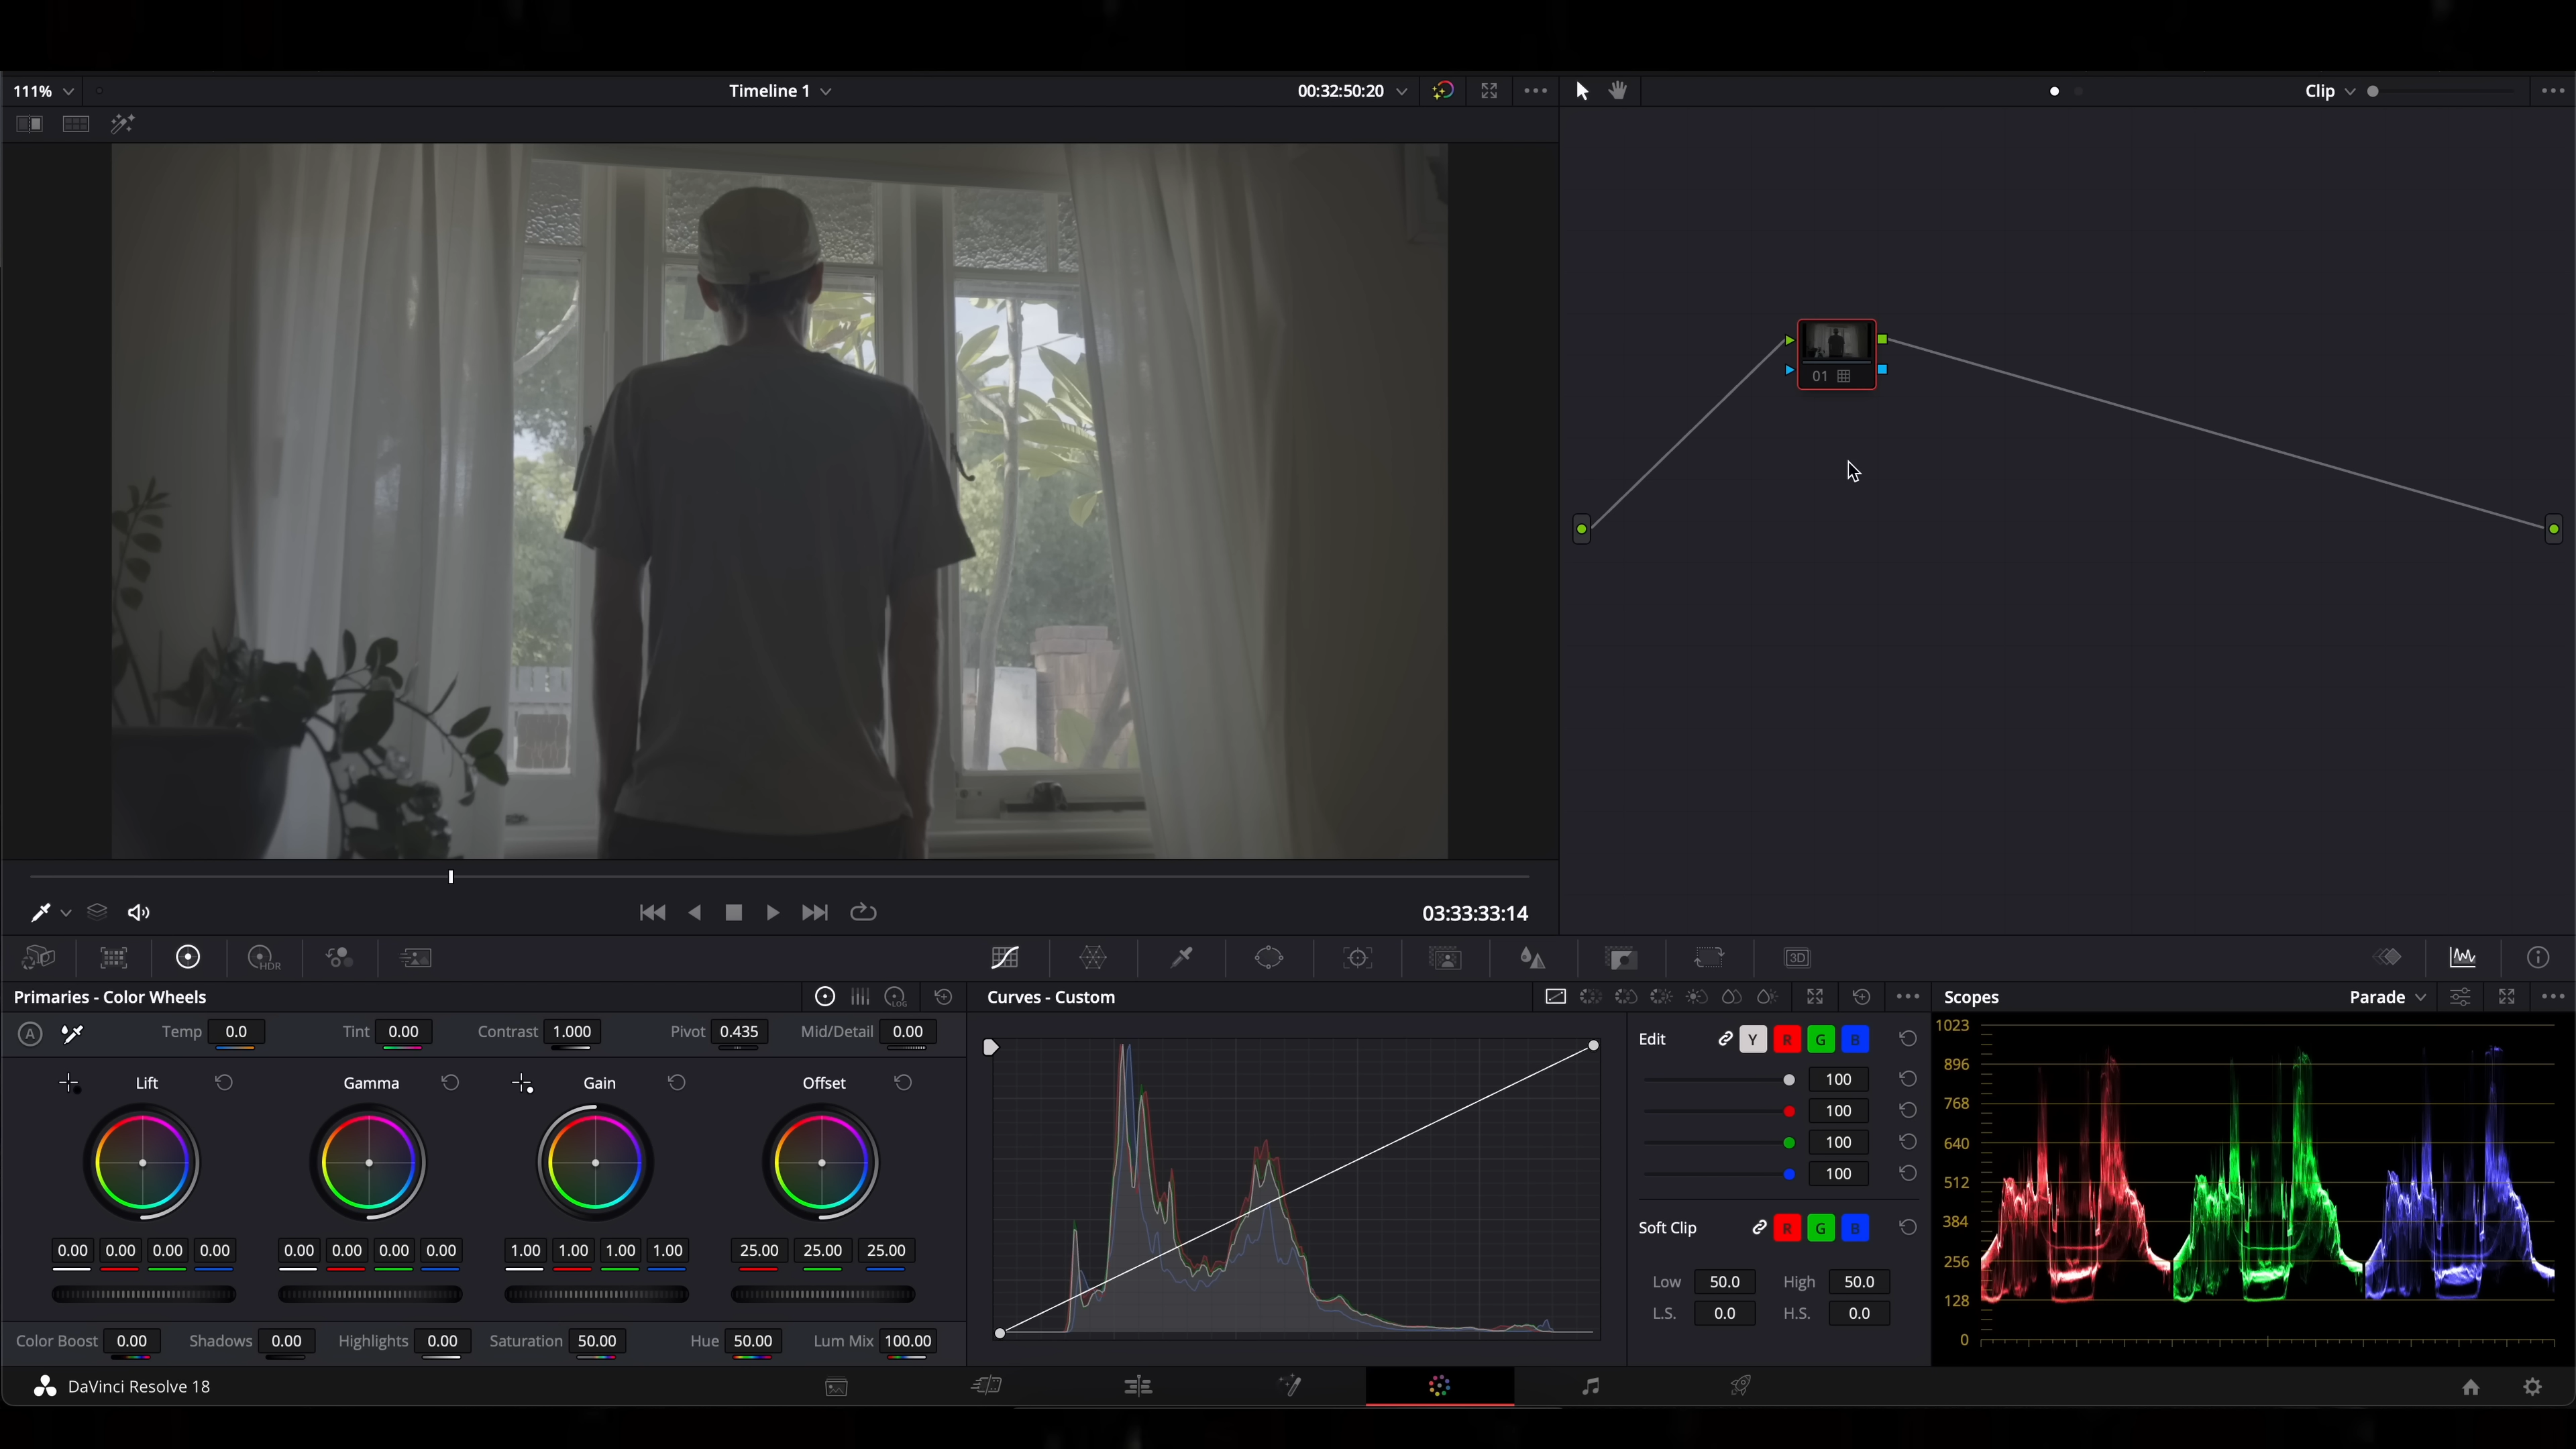 111%
Timeline 1
00:32:50:20
Clip
01
03:33:33:14
HDR
3D
Primaries - Color Wheels
LOG
Curves - Custom
Scopes
Parade
A
Temp 0.0
Tint 0.00
Contrast 1.000
Pivot 0.435
Mid/Detail 0.00
Lift
Gamma
Gain
Offset
0.00 0.00 0.00 0.00
0.00 0.00 0.00 0.00
1.00 1.00 1.00 1.00
25.00 25.00 25.00
Color Boost 0.00
Shadows 0.00
Highlights 0.00
Saturation 50.00
Hue 50.00
Lum Mix 100.00
Edit
Y R G B
100
100
100
100
Soft Clip
R G B
Low 50.0 High 50.0
L.S. 0.0 H.S. 0.0
1023
896
768
640
512
384
256
128
0
DaVinci Resolve 18